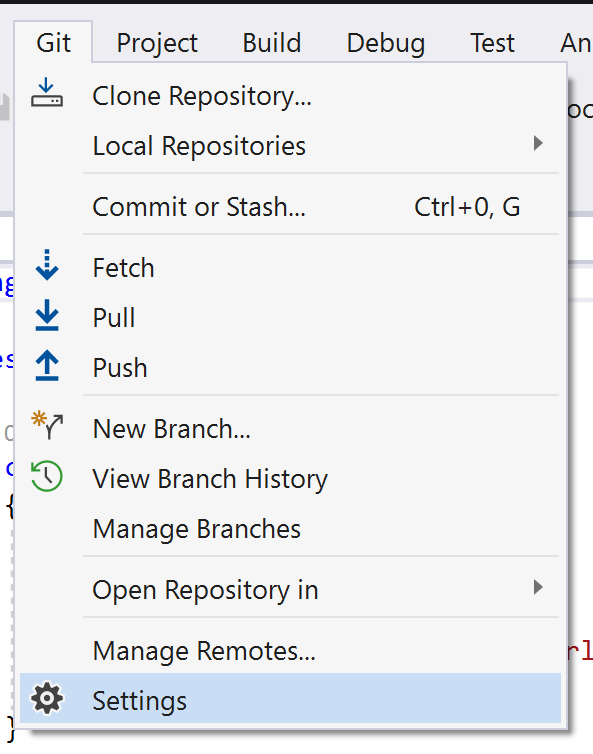 Git Project Build Debug Test An
Clone Repository...
Local Repositories
Commit or Stash... Ctrl+0, G
Fetch
Pull
Push
New Branch...
View Branch History
Manage Branches
Open Repository in
Manage Remotes...
Settings